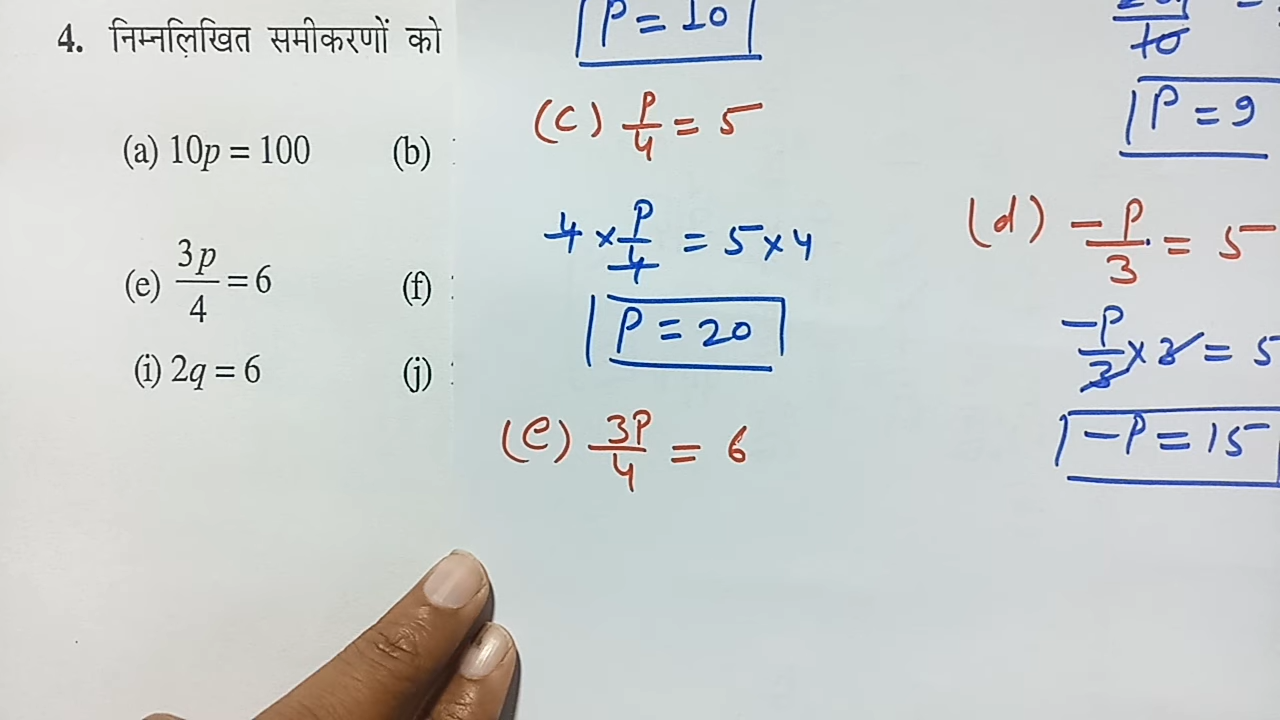 4. निम्नलिखित समीकरणों को
(a) 10p = 100 (b)
(e) 3p/4 = 6 (f)
(i) 2q = 6 (j)
P = 10
(c) P/4 = 5
4 × P/4 = 5 × 4
P = 20
(e) 3P/4 = 6
P = 9
(d) -P/3 = 5
-P/3 × 3 = 5
-P = 15